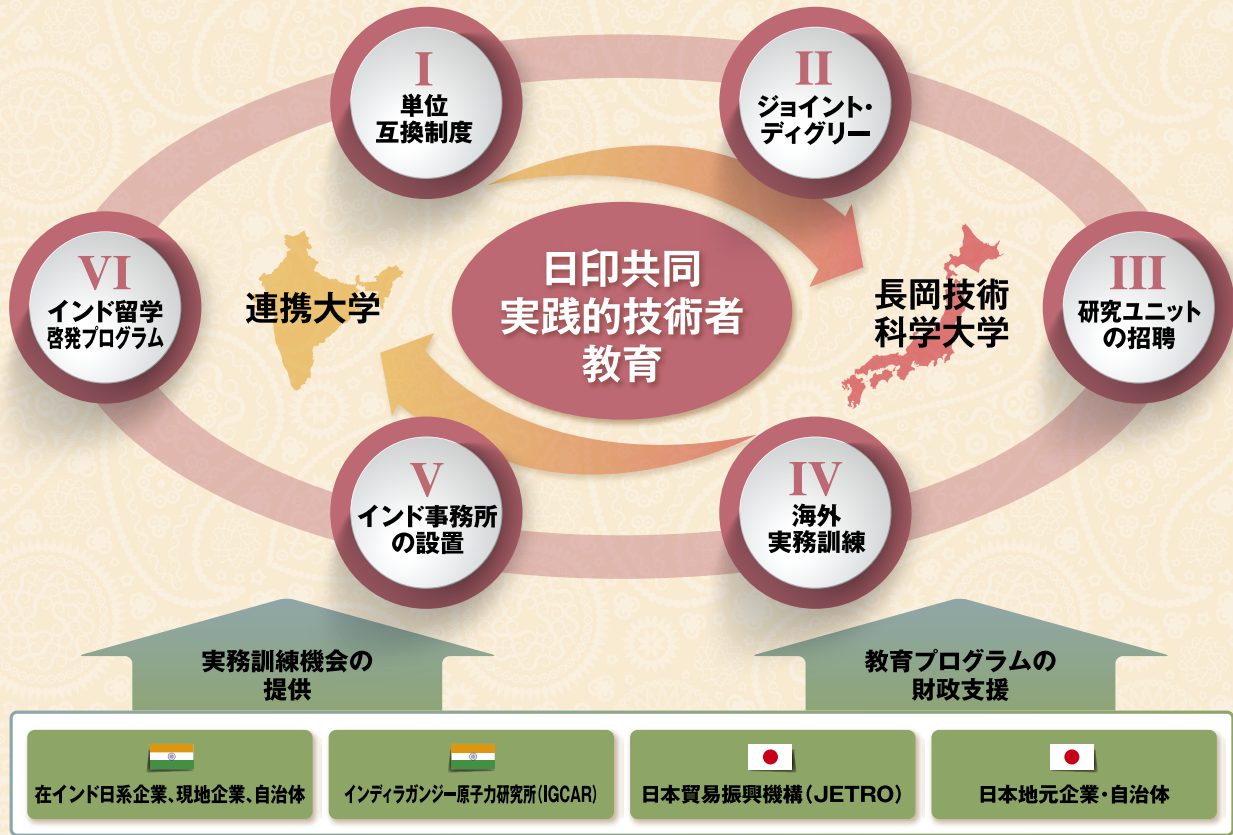 I
単位
互換制度
II
ジョイント・
ディグリー
III
研究ユニット
の招聘
IV
海外
実務訓練
V
インド事務所
の設置
VI
インド留学
啓発プログラム
連携大学
日印共同
実践的技術者
教育
長岡技術
科学大学
実務訓練機会の
提供
教育プログラムの
財政支援
在インド日系企業、現地企業、自治体
インディラガンジー原子力研究所(IGCAR)
日本貿易振興機構(JETRO)
日本地元企業・自治体